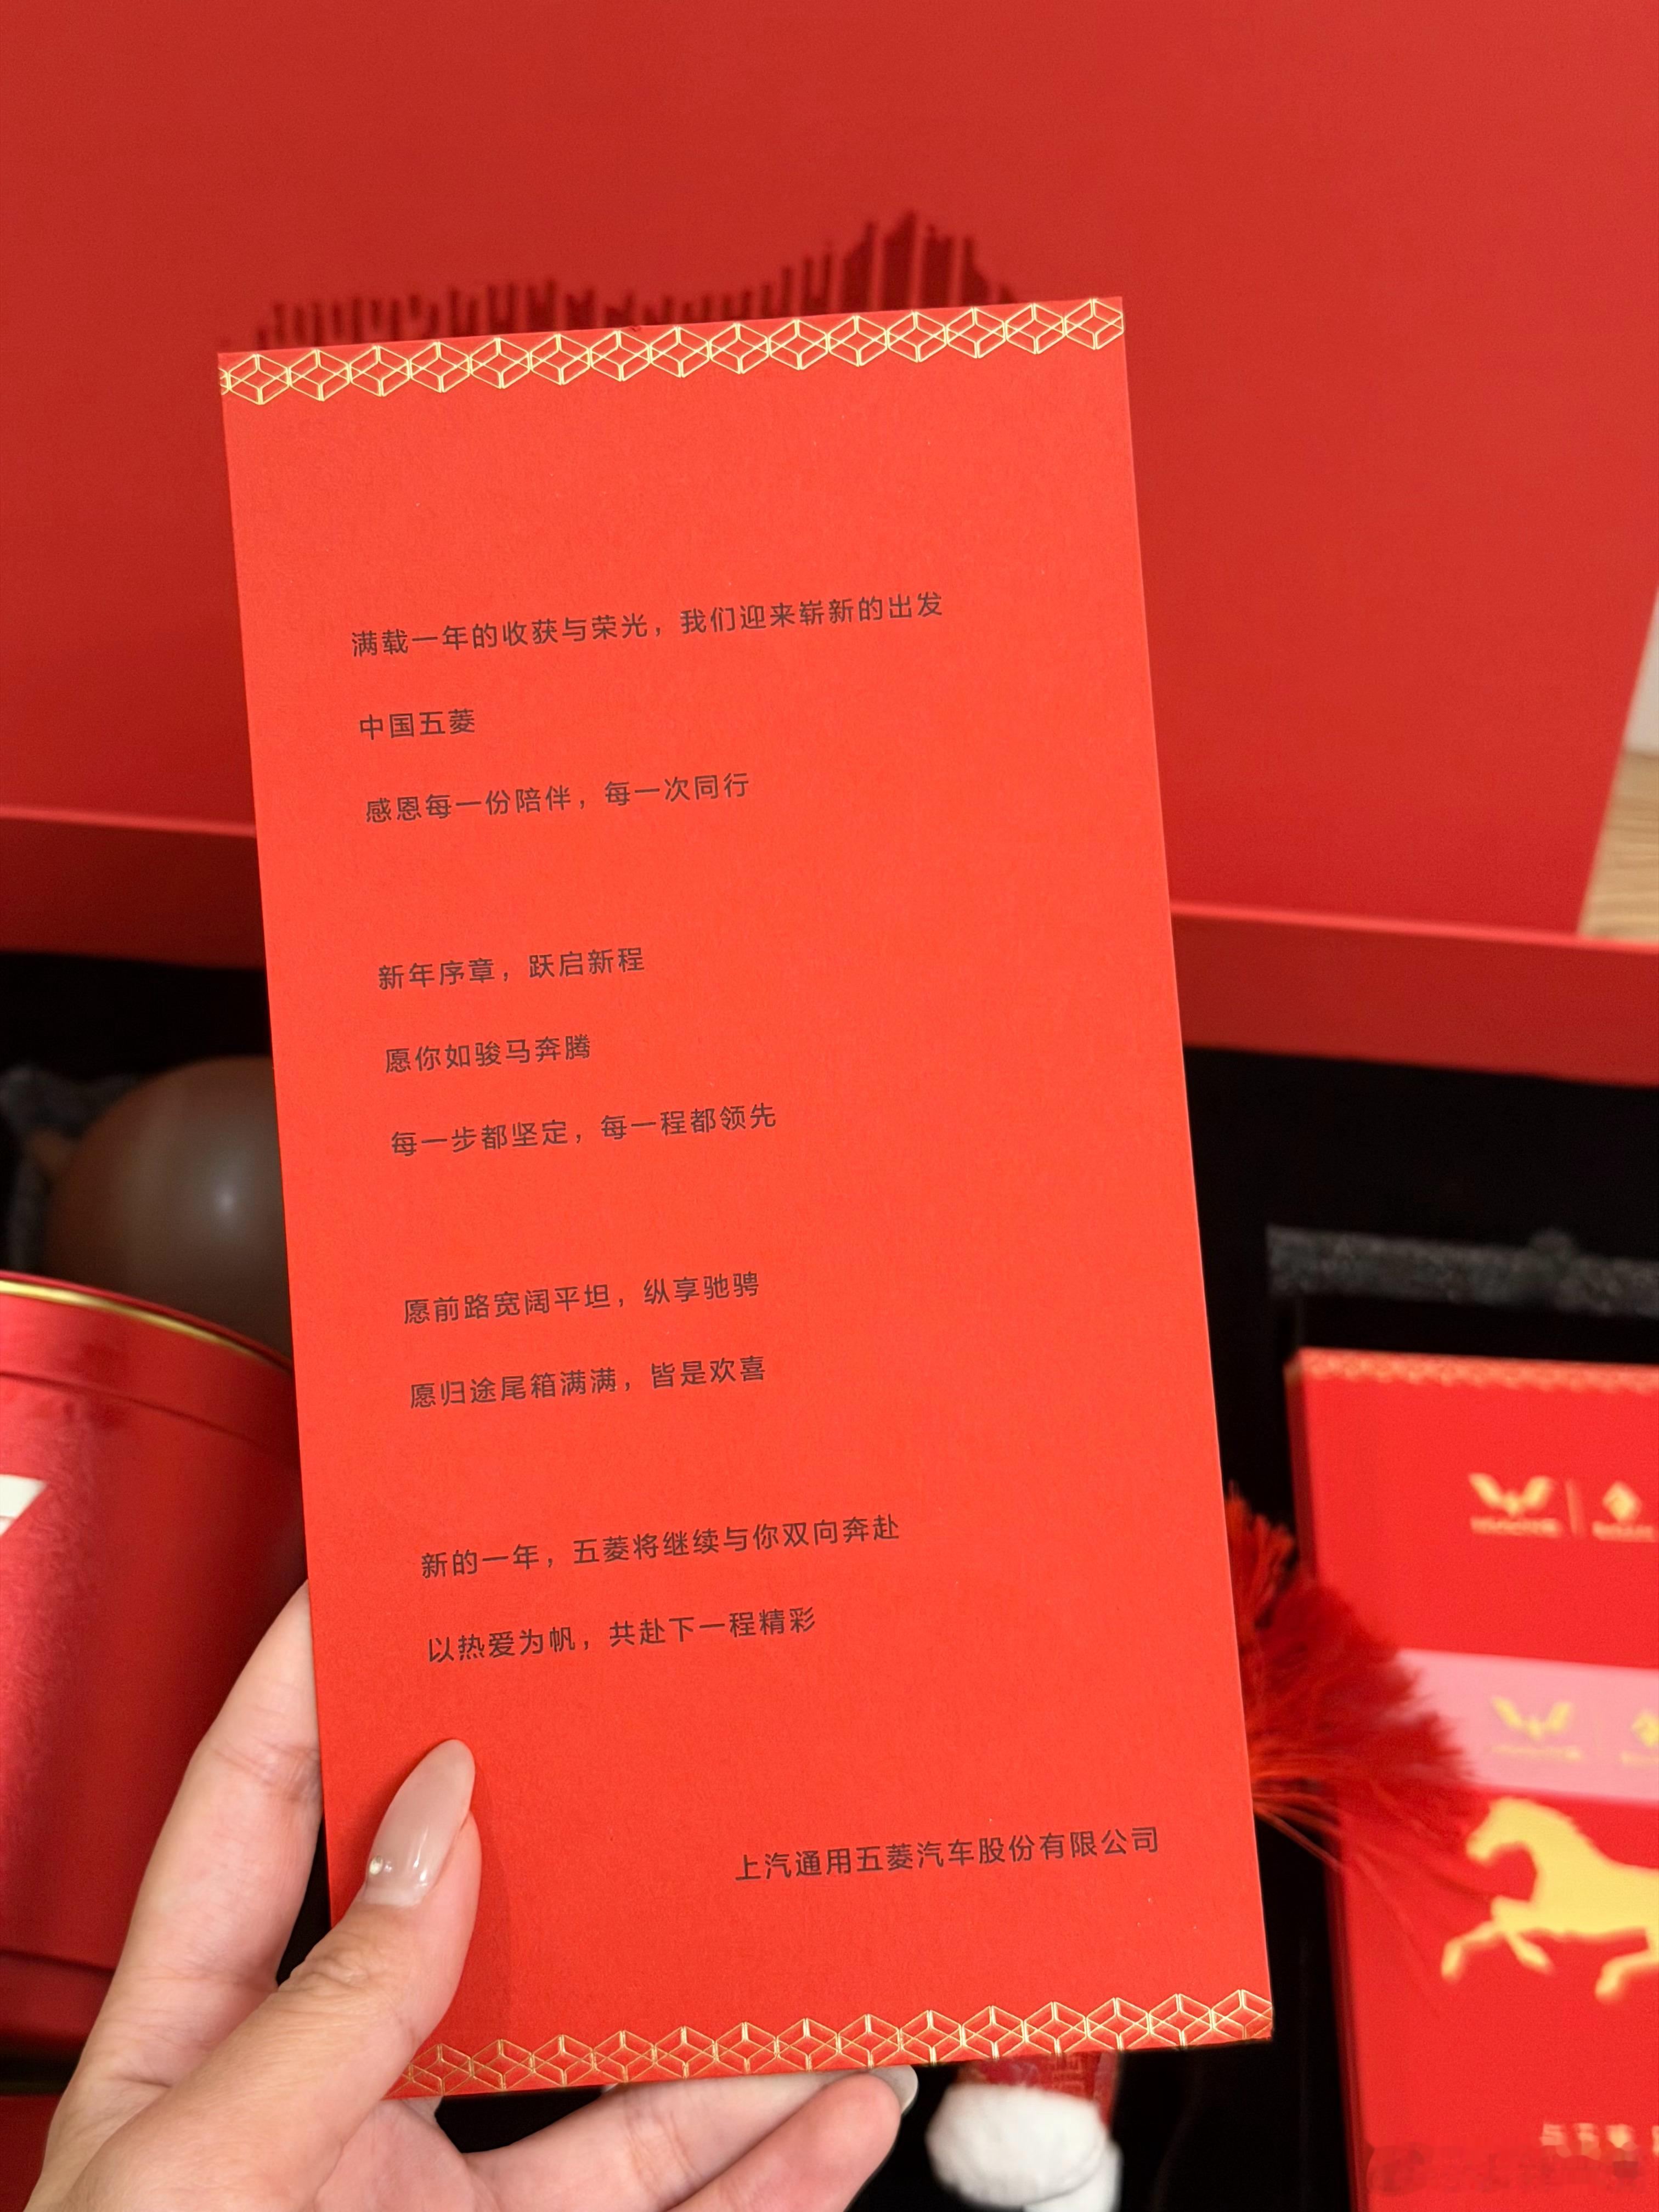 满载一年的收获与荣光，我们迎来崭新的出发
中国五菱
感恩每一份陪伴，每一次同行
新年序章，跃启新程
愿你如骏马奔腾
每一步都坚定，每一程都领先
愿前路宽阔平坦，纵享驰骋
愿归途尾箱满满，皆是欢喜
新的一年，五菱将继续与你双向奔赴
以热爱为帆，共赴下一程精彩
上汽通用五菱汽车股份有限公司
与五菱